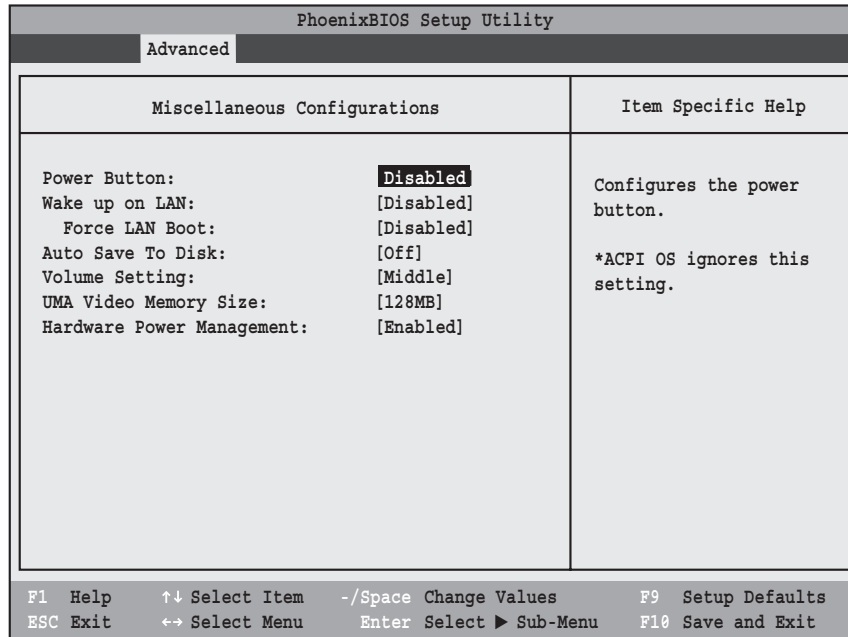 PhoenixBIOS Setup Utility
Advanced
Miscellaneous Configurations
Item Specific Help
Power Button: Disabled
Wake up on LAN: [Disabled]
Force LAN Boot: [Disabled]
Auto Save To Disk: [Off]
Volume Setting: [Middle]
UMA Video Memory Size: [128MB]
Hardware Power Management: [Enabled]
Configures the power
button.
*ACPI OS ignores this
setting.
F1 Help ↑↓ Select Item -/Space Change Values F9 Setup Defaults
ESC Exit ←→ Select Menu Enter Select ▶ Sub-Menu F10 Save and Exit